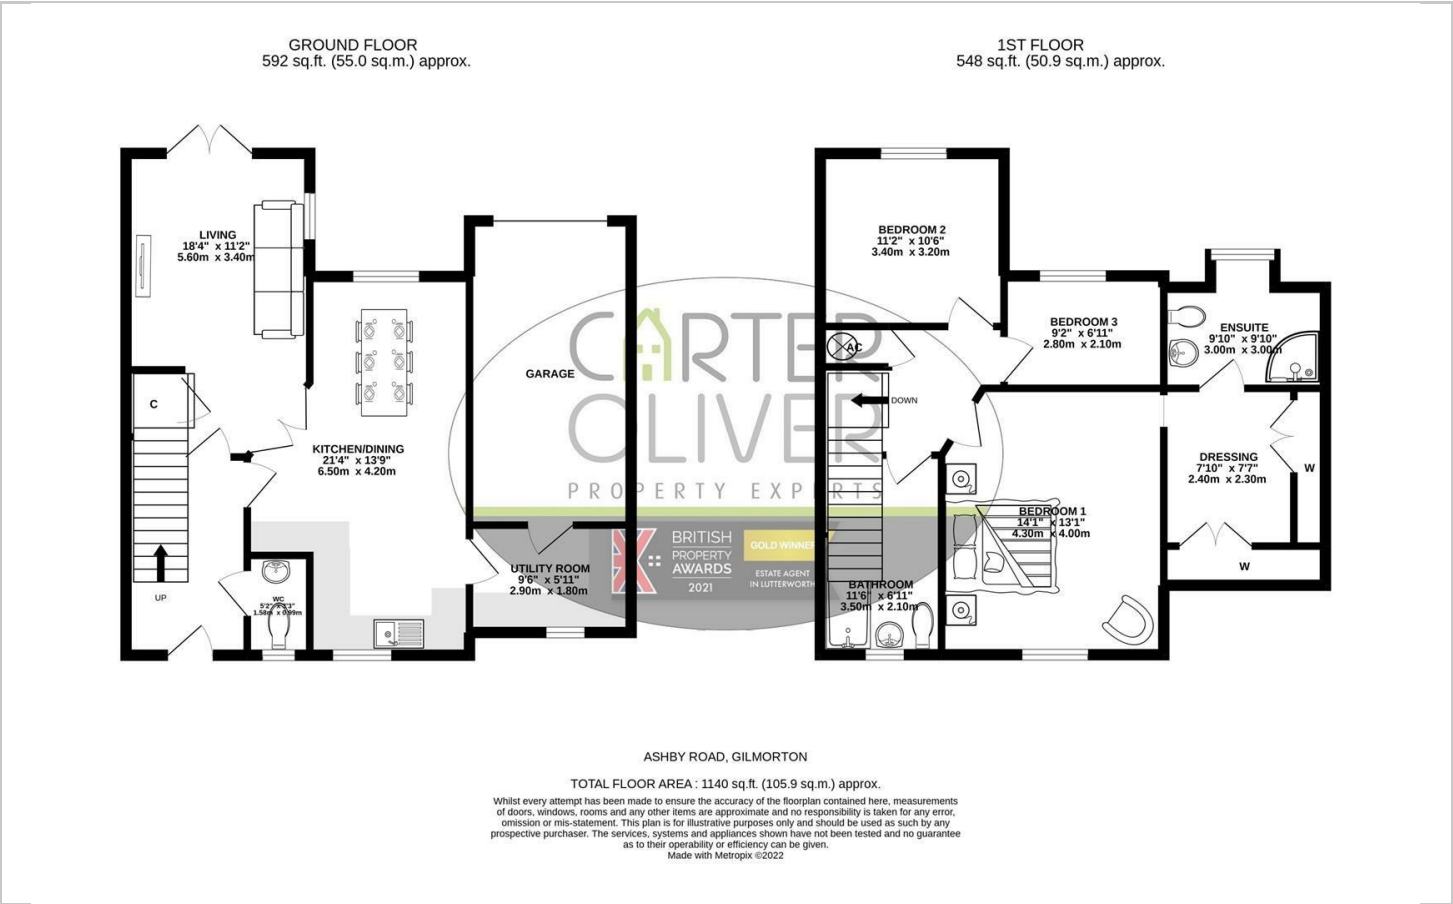 GROUND FLOOR
592 sq.ft. (55.0 sq.m.) approx.
1ST FLOOR
548 sq.ft. (50.9 sq.m.) approx.
LIVING
18'4" x 11'2"
5.60m x 3.40m
C
UP
KITCHEN/DINING
21'4" x 13'9"
6.50m x 4.20m
WC
5'2" x 3'3"
1.58m x 0.99m
GARAGE
UTILITY ROOM
9'6" x 5'11"
2.90m x 1.80m
CARTER
OLIVER
PROPERTY EXPERTS
BRITISH
PROPERTY
AWARDS
2021
GOLD WINNER
ESTATE AGENT
IN LUTTERWORTH
BEDROOM 2
11'2" x 10'6"
3.40m x 3.20m
AC
DOWN
BEDROOM 3
9'2" x 6'11"
2.80m x 2.10m
ENSUITE
9'10" x 9'10"
3.00m x 3.00m
DRESSING
7'10" x 7'7"
2.40m x 2.30m
W
W
BEDROOM 1
14'1" x 13'1"
4.30m x 4.00m
BATHROOM
11'6" x 6'11"
3.50m x 2.10m
ASHBY ROAD, GILMORTON
TOTAL FLOOR AREA : 1140 sq.ft. (105.9 sq.m.) approx.
Whilst every attempt has been made to ensure the accuracy of the floorplan contained here, measurements
of doors, windows, rooms and any other items are approximate and no responsibility is taken for any error,
omission or mis-statement. This plan is for illustrative purposes only and should be used as such by any
prospective purchaser. The services, systems and appliances shown have not been tested and no guarantee
as to their operability or efficiency can be given.
Made with Metropix ©2022